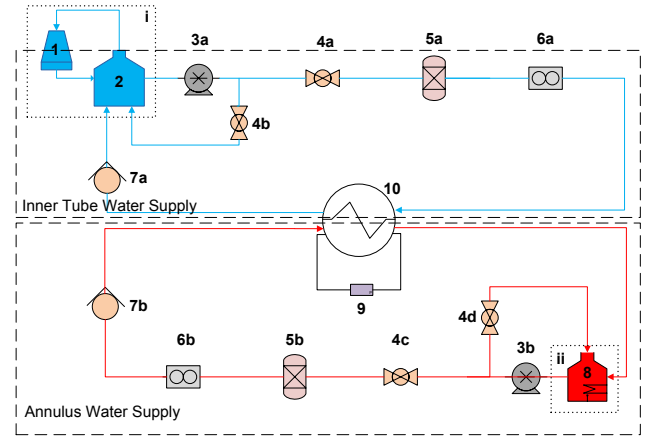 i
1
2
3a
4a
5a
6a
4b
7a
Inner Tube Water Supply
10
9
7b
6b
5b
4c
4d
3b
ii
8
Annulus Water Supply